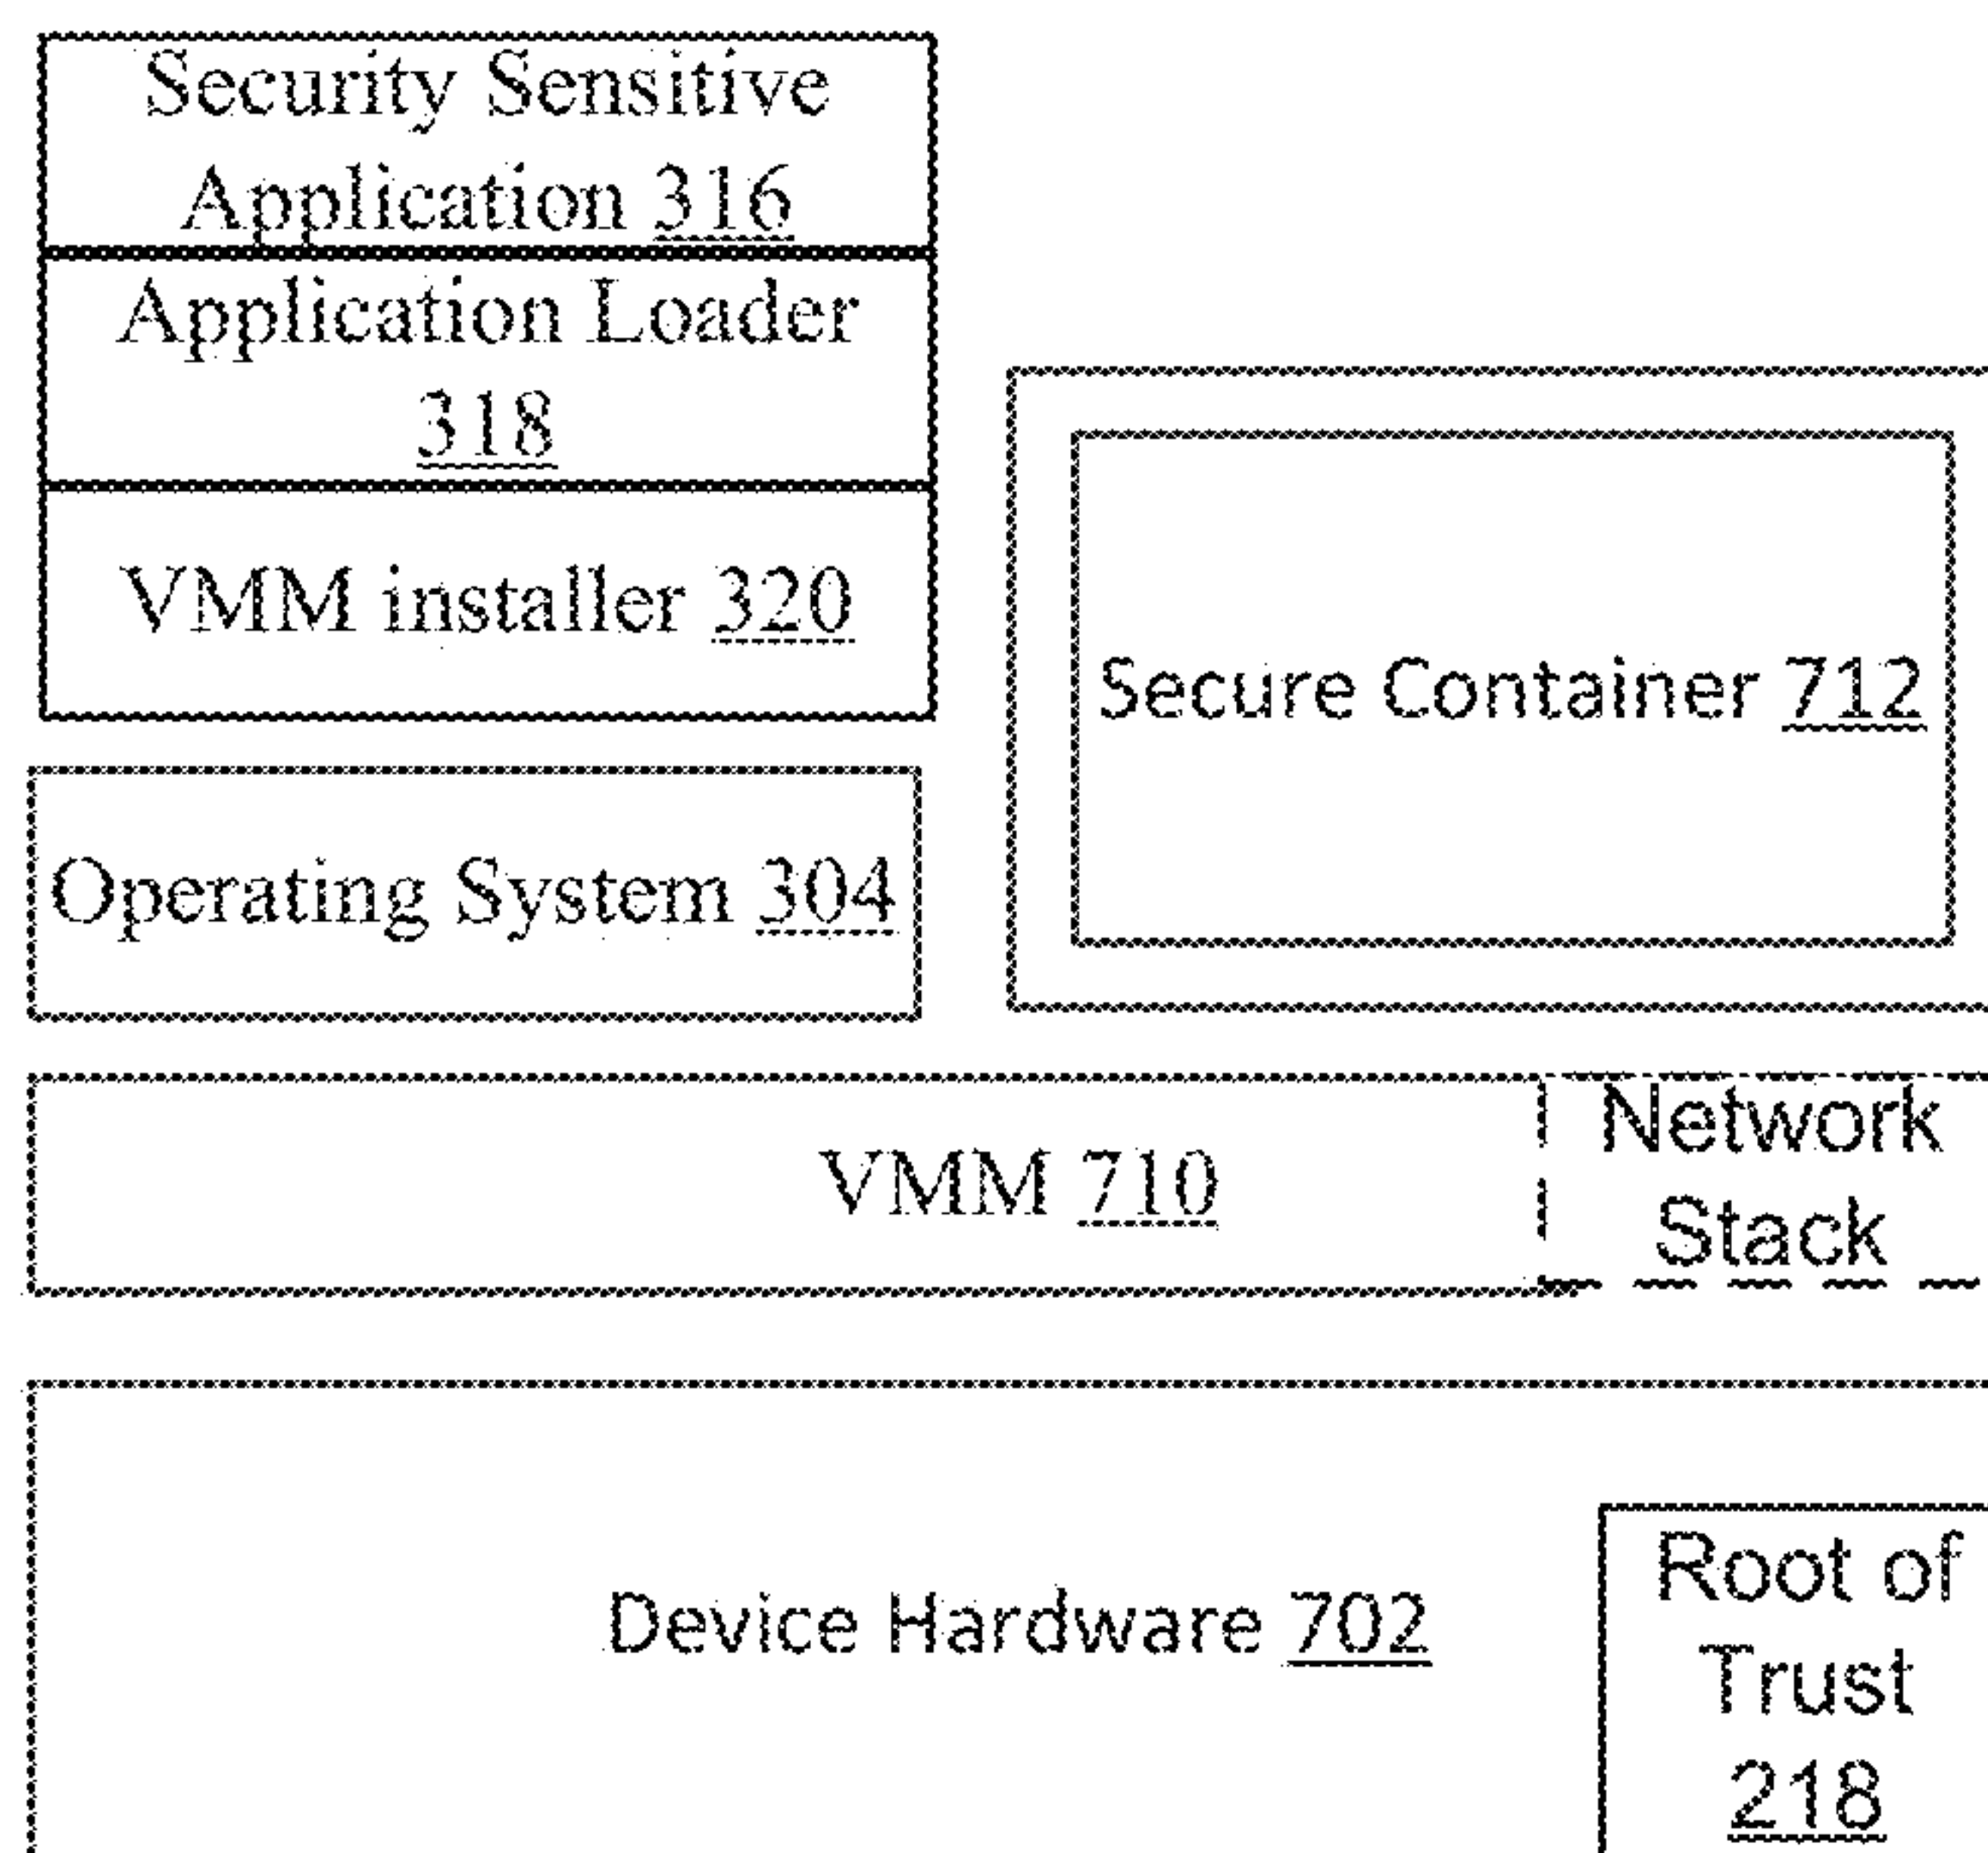 Security Sensitive
Application 316
Application Loader
318
VMM installer 320
Secure Container 712
Operating System 304
VMM 710
Network
Stack
Device Hardware 702
Root of
Trust
218